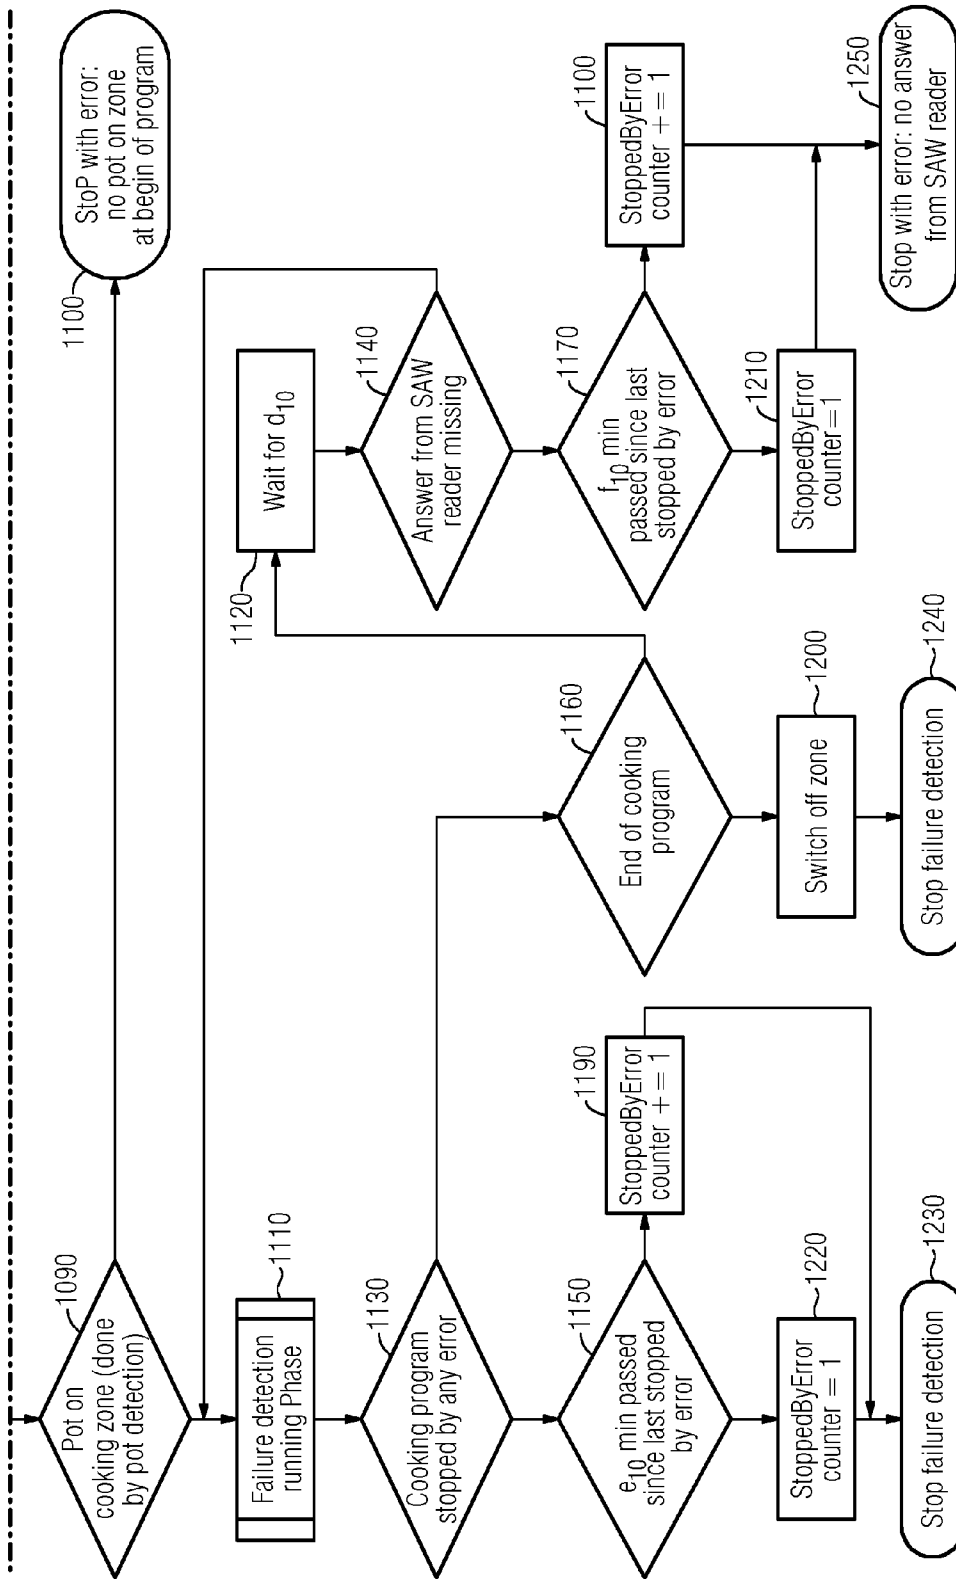 1090
Pot on
cooking zone (done
by pot detection)
1100
StoP with error:
no pot on zone
at begin of program
1110
Failure detection
running Phase
1120
Wait for d10
1130
Cooking program
stopped by any error
1140
Answer from SAW
reader missing
1150
e10 min passed
since last stopped
by error
1190
StoppedByError
counter += 1
1160
End of cooking
program
1170
f10 min
passed since last
stopped by error
1100
StoppedByError
counter += 1
1220
StoppedByError
counter = 1
1200
Switch off zone
1210
StoppedByError
counter=1
1230
Stop failure detection
1240
Stop failure detection
1250
Stop with error: no answer
from SAW reader